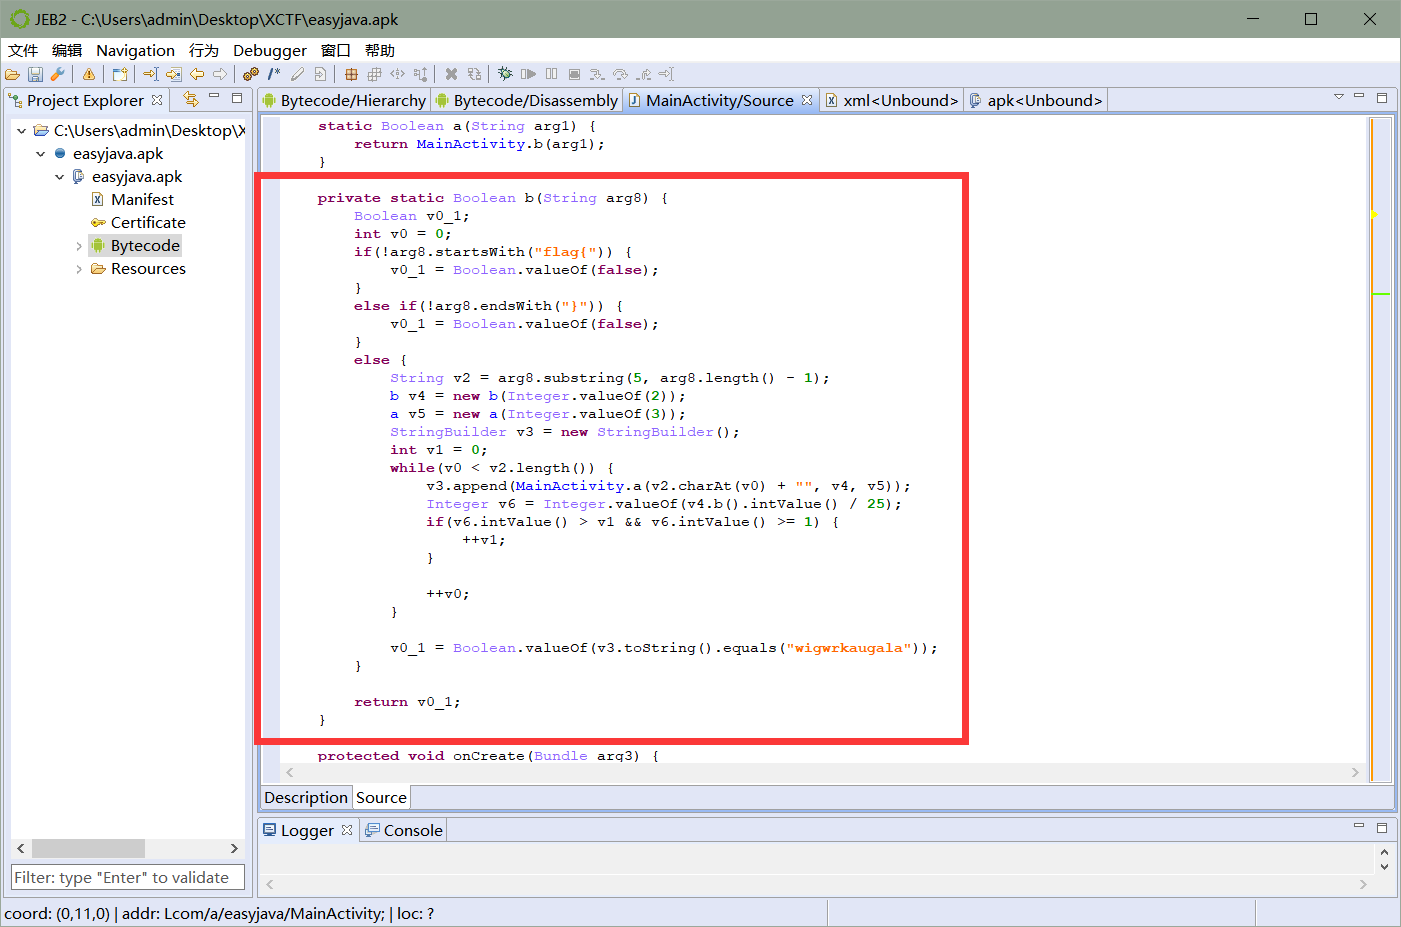 JEB2 - C:\Users\admin\Desktop\XCTF\easyjava.apk
文件 编辑 Navigation 行为 Debugger 窗口 帮助
Project Explorer
Bytecode/Hierarchy Bytecode/Disassembly MainActivity/Source xml<Unbound> apk<Unbound>
C:\Users\admin\Desktop\X
easyjava.apk
easyjava.apk
Manifest
Certificate
Bytecode
Resources
static Boolean a(String arg1) {
return MainActivity.b(arg1);
}
private static Boolean b(String arg8) {
Boolean v0_1;
int v0 = 0;
if(!arg8.startsWith("flag{")) {
v0_1 = Boolean.valueOf(false);
}
else if(!arg8.endsWith("}")) {
v0_1 = Boolean.valueOf(false);
}
else {
String v2 = arg8.substring(5, arg8.length() - 1);
b v4 = new b(Integer.valueOf(2));
a v5 = new a(Integer.valueOf(3));
StringBuilder v3 = new StringBuilder();
int v1 = 0;
while(v0 < v2.length()) {
v3.append(MainActivity.a(v2.charAt(v0) + "", v4, v5));
Integer v6 = Integer.valueOf(v4.b().intValue() / 25);
if(v6.intValue() > v1 && v6.intValue() >= 1) {
++v1;
}
++v0;
}
v0_1 = Boolean.valueOf(v3.toString().equals("wigwrkaugala"));
}
return v0_1;
}
protected void onCreate(Bundle arg3) {
Description Source
Logger Console
Filter: type "Enter" to validate
coord: (0,11,0) | addr: Lcom/a/easyjava/MainActivity; | loc: ?